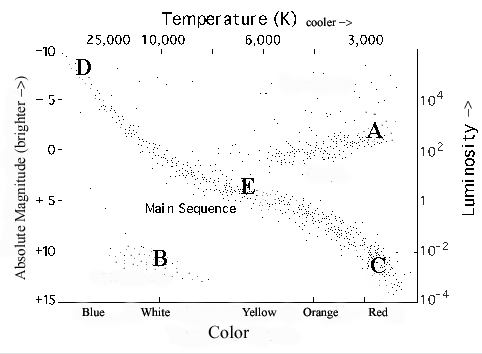 Temperature (K) cooler ->
25,000 10,000 6,000 3,000
-10
D
-5
10^4
A
0-
10^2
E
+5
1
Main Sequence
+10
B
C
10^-2
+15
10^-4
Blue White Yellow Orange Red
Color
Absolute Magnitude (brighter -->)
Luminosity ->